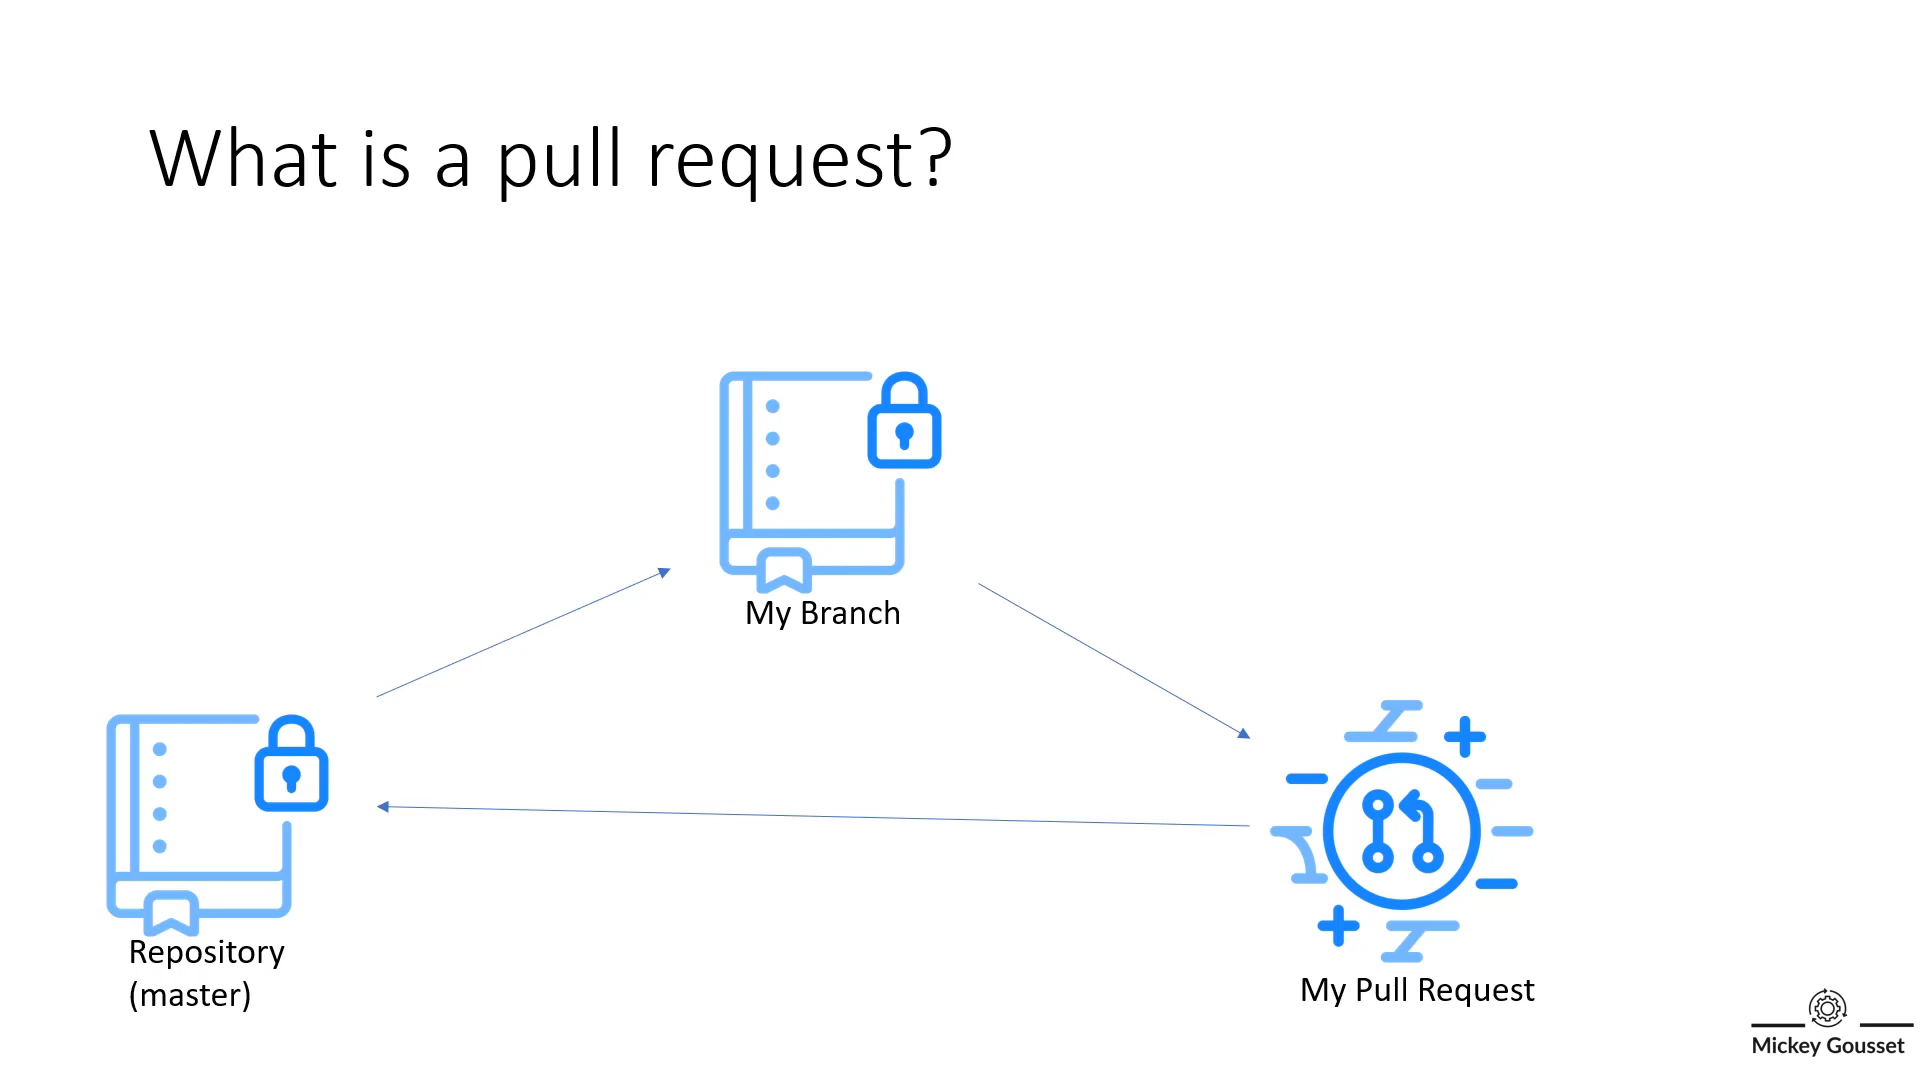 What is a pull request?
My Branch
Repository
(master)
My Pull Request
Mickey Gousset